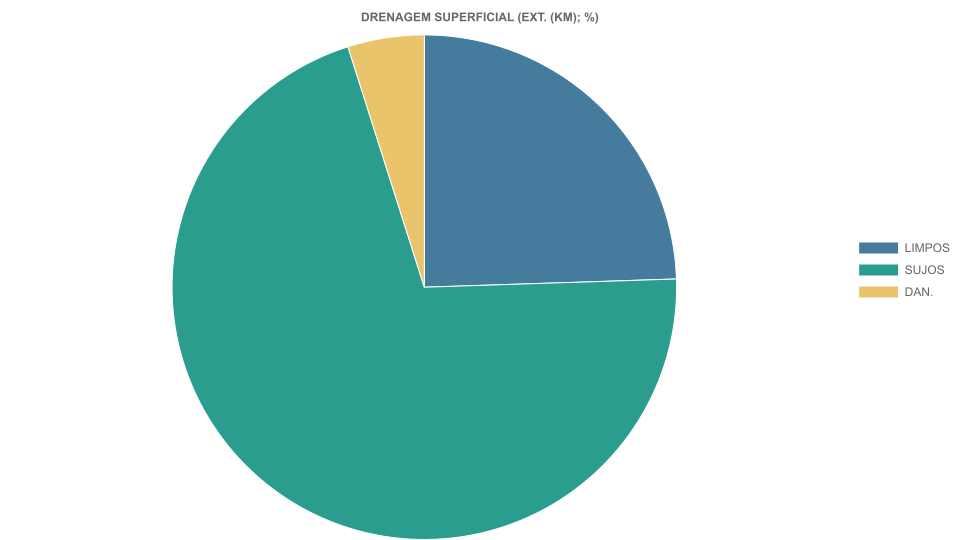 DRENAGEM SUPERFICIAL (EXT. (KM); %)
LIMPOS
SUJOS
DAN.